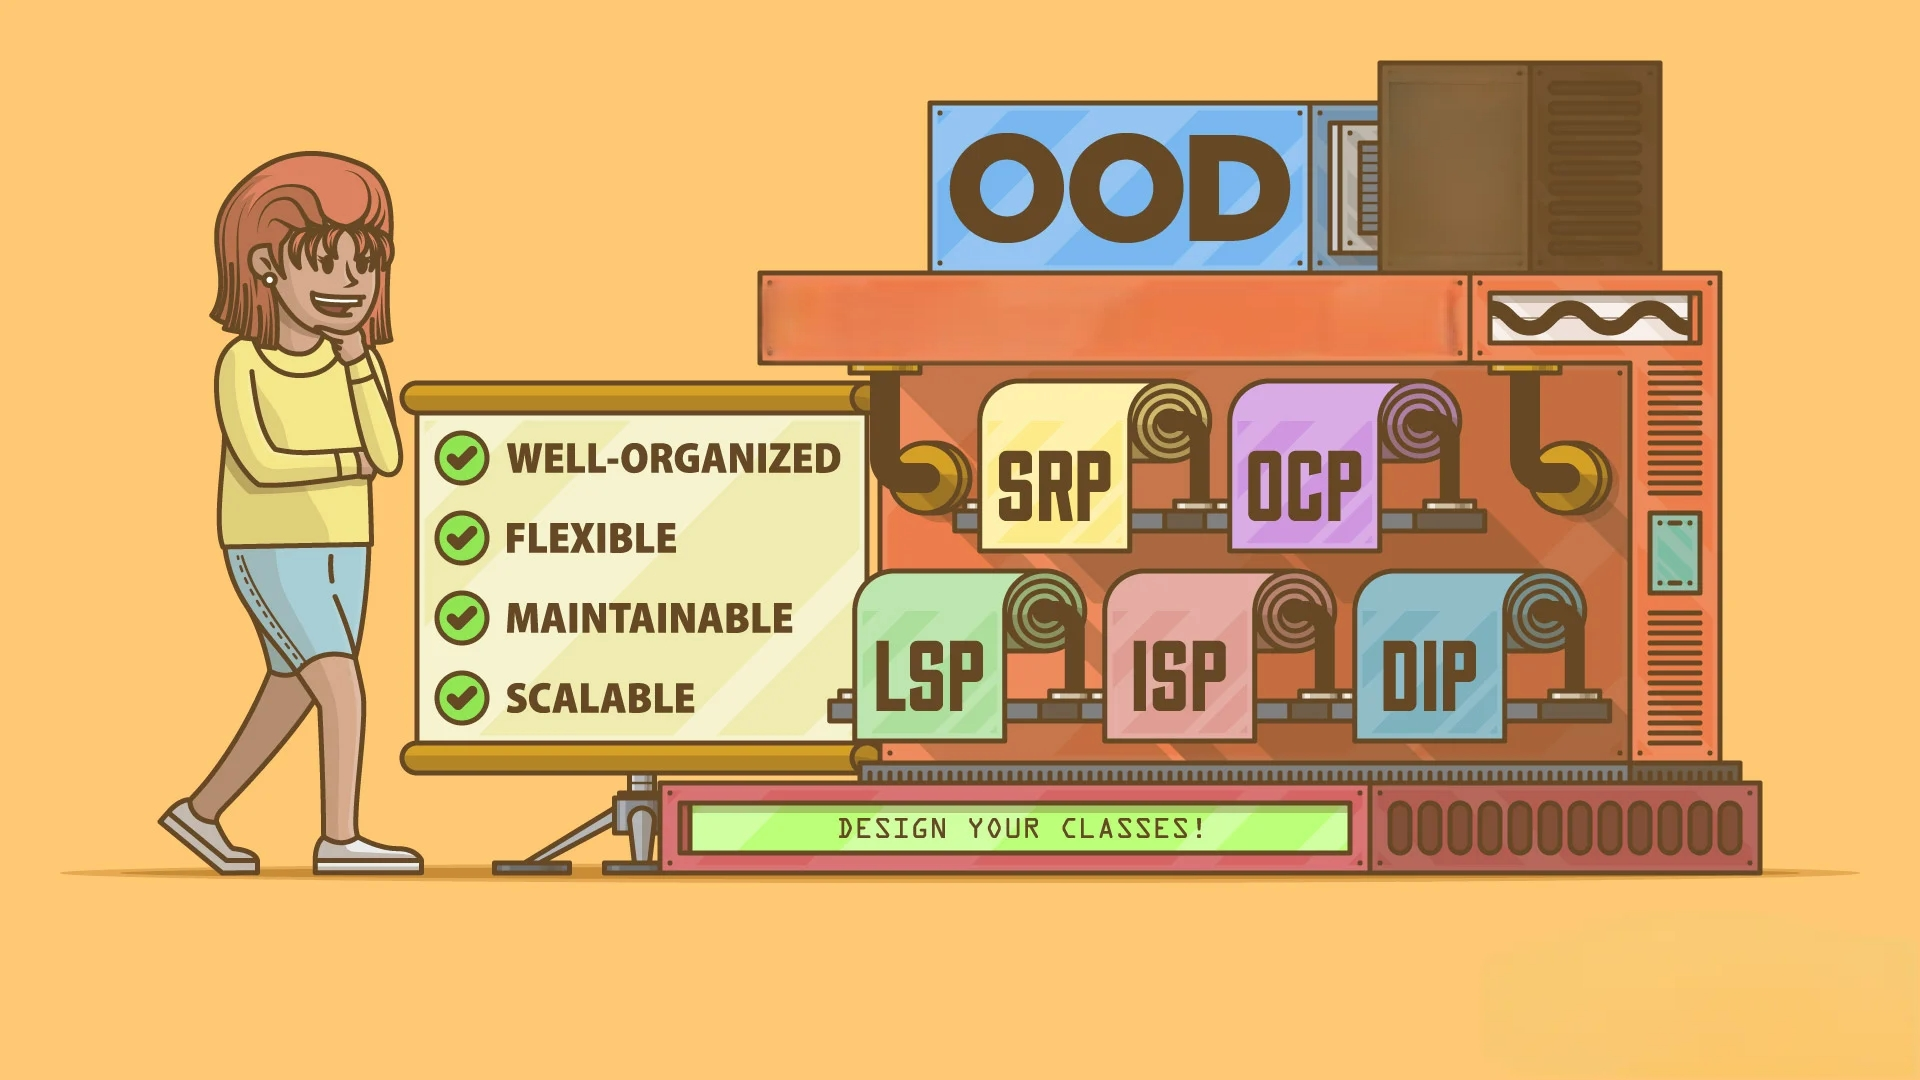 OOD
WELL-ORGANIZED
FLEXIBLE
MAINTAINABLE
SCALABLE
SRP
OCP
LSP
ISP
DIP
DESIGN YOUR CLASSES!